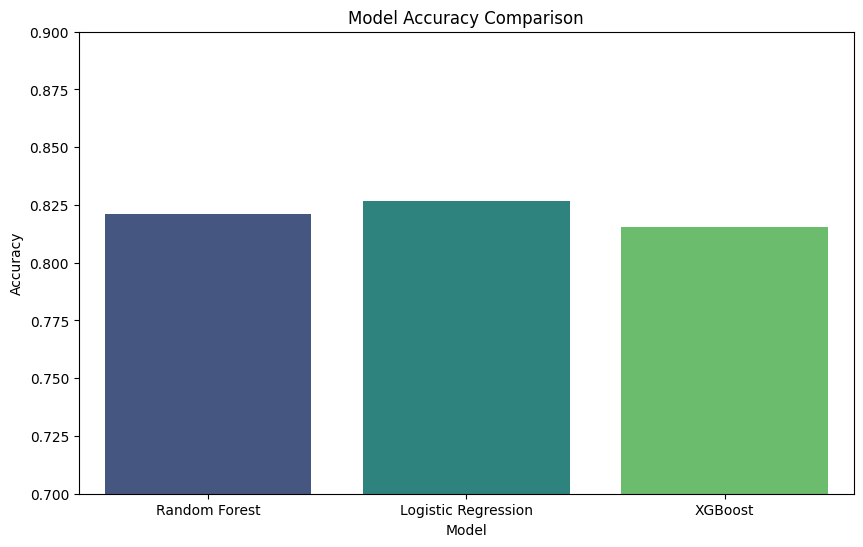 Model Accuracy Comparison
0.900
0.875
0.850
0.825
0.800
0.775
0.750
0.725
0.700
Accuracy
Random Forest Logistic Regression XGBoost
Model